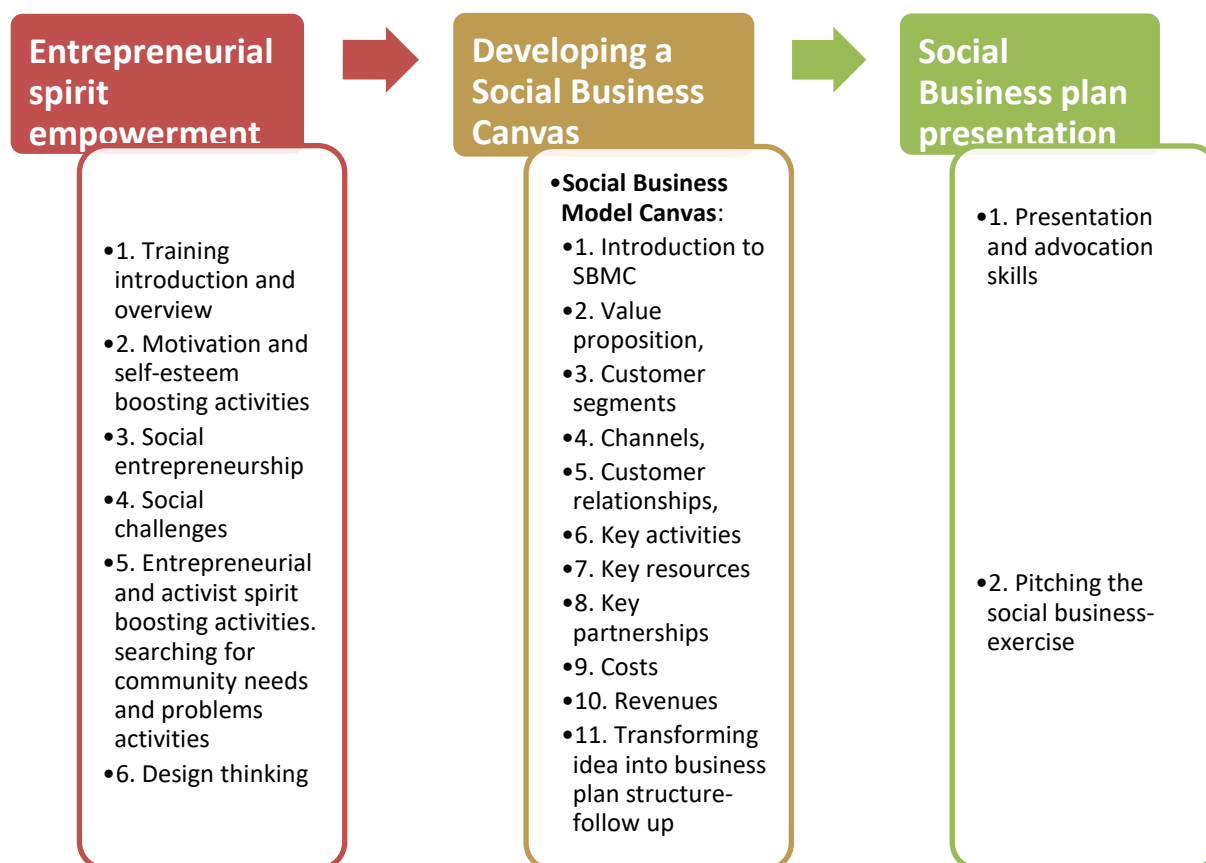 Entrepreneurial
spirit
empowerment
•1. Training
introduction and
overview
•2. Motivation and
self-esteem
boosting activities
•3. Social
entrepreneurship
•4. Social
challenges
•5. Entrepreneurial
and activist spirit
boosting activities.
searching for
community needs
and problems
activities
•6. Design thinking
Developing a
Social Business
Canvas
•Social Business
Model Canvas:
•1. Introduction to
SBMC
•2. Value
proposition,
•3. Customer
segments
•4. Channels,
•5. Customer
relationships,
•6. Key activities
•7. Key resources
•8. Key
partnerships
•9. Costs
•10. Revenues
•11. Transforming
idea into business
plan structure-
follow up
Social
Business plan
presentation
•1. Presentation
and advocation
skills
•2. Pitching the
social business-
exercise